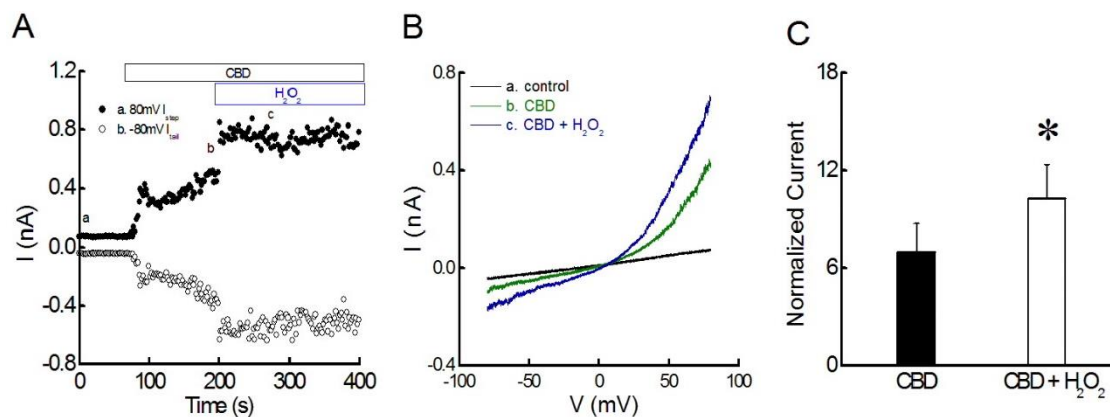 A
CBD
H₂O₂
a. 80mV I step
b. -80mV I tail
a
b
c
1.2
0.8
0.4
0.0
-0.4
-0.8
I (nA)
0 100 200 300 400
Time (s)
B
a. control
b. CBD
c. CBD + H₂O₂
0.8
0.4
0.0
-0.4
I (nA)
-100 -50 0 50 100
V (mV)
C
18
12
6
0
Normalized Current
*
CBD CBD + H₂O₂